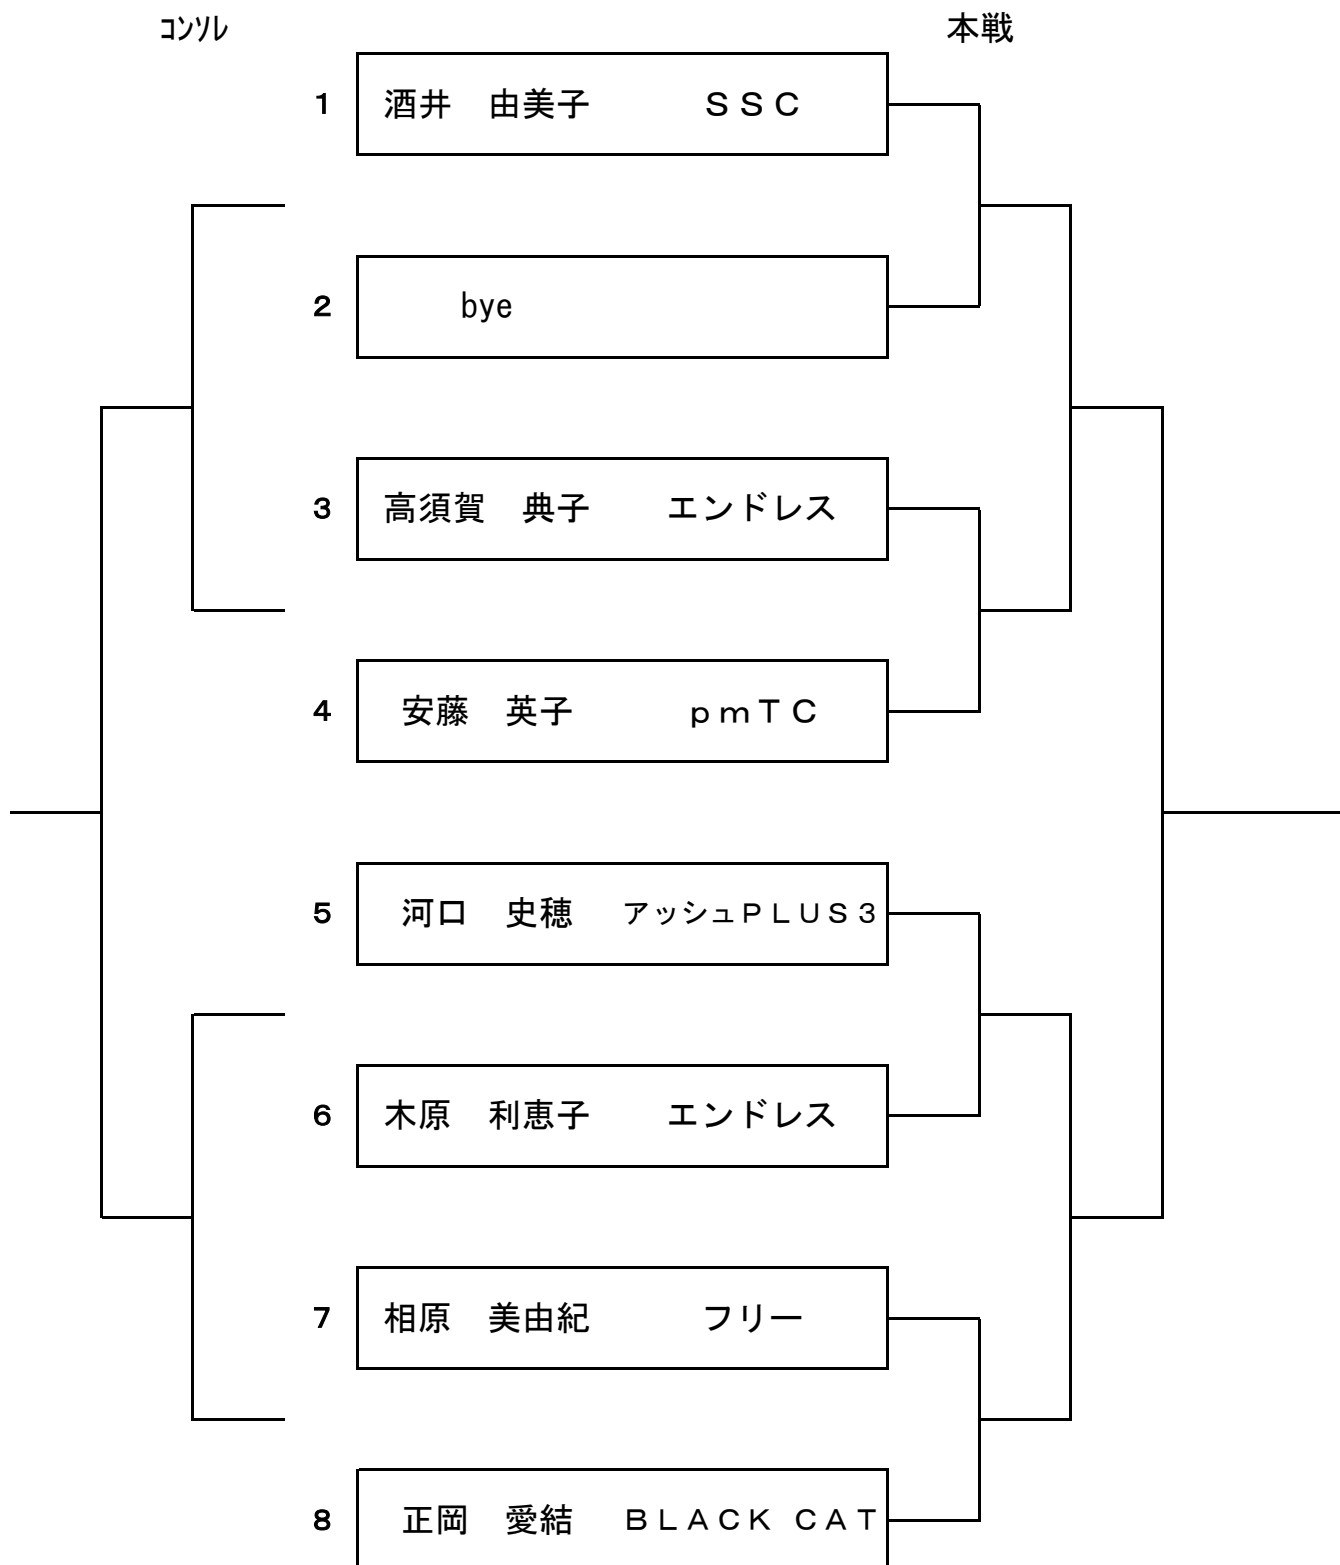 ｺﾝｿﾚ　本戦
１　酒井　由美子　ＳＳＣ
２　bye
３　高須賀　典子　エンドレス
４　安藤　英子　ｐｍＴＣ
５　河口　史穂　アッシュＰＬＵＳ３
６　木原　利恵子　エンドレス
７　相原　美由紀　フリー
８　正岡　愛結　ＢＬＡＣＫ　ＣＡＴ